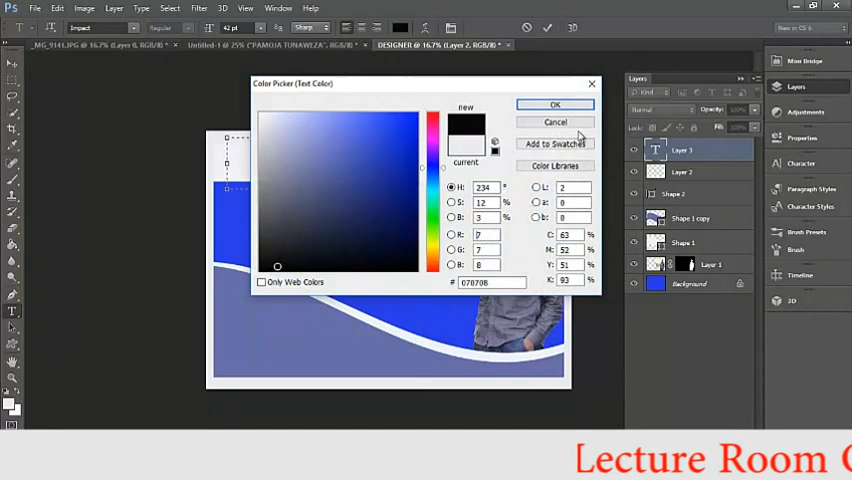 Ps File Edit Image Layer Type Select Filter 3D View Window Help
T Impact Regular 42 pt Sharp 3D New in CS 6
_MG_9141.JPG @ 16.7% (Layer 0, RGB/8) * × Untitled-1 @ 25% ("PAMOJA TUNAWEZA", RGB/8) * × DESIGNER @ 16.7% (Layer 2, RGB/8) * ×
Color Picker (Text Color)
new
current
OK
Cancel
Add to Swatches
Color Libraries
H: 234 °
S: 12 %
B: 3 %
R: 7
G: 7
B: 8
L: 2
a: 0
b: 0
C: 63 %
M: 52 %
Y: 51 %
K: 93 %
Only Web Colors
# 070708
Layers
Kind
Normal Opacity:
Lock: Fill:
T Layer 3
Layer 2
Shape 2
Shape 1 copy
Shape 1
Layer 1
Background
Mini Bridge
Layers
Adjustments
Properties
Character
Paragraph Styles
Character Styles
Brush Presets
Brush
Timeline
3D
Lecture Room